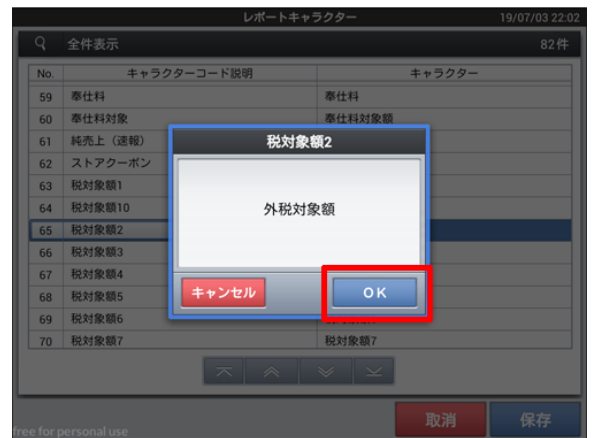 レポートキャラクター 19/07/03 22:02
全件表示 82件
No. キャラクターコード説明 キャラクター
59 奉仕料 奉仕料
60 奉仕料対象 奉仕料対象額
61 純売上（速報）
62 ストアクーポン
63 税対象額1
64 税対象額10
65 税対象額2
66 税対象額3
67 税対象額4
68 税対象額5
69 税対象額6
70 税対象額7 税対象額7
税対象額2
外税対象額
キャンセル OK
取消 保存
free for personal use